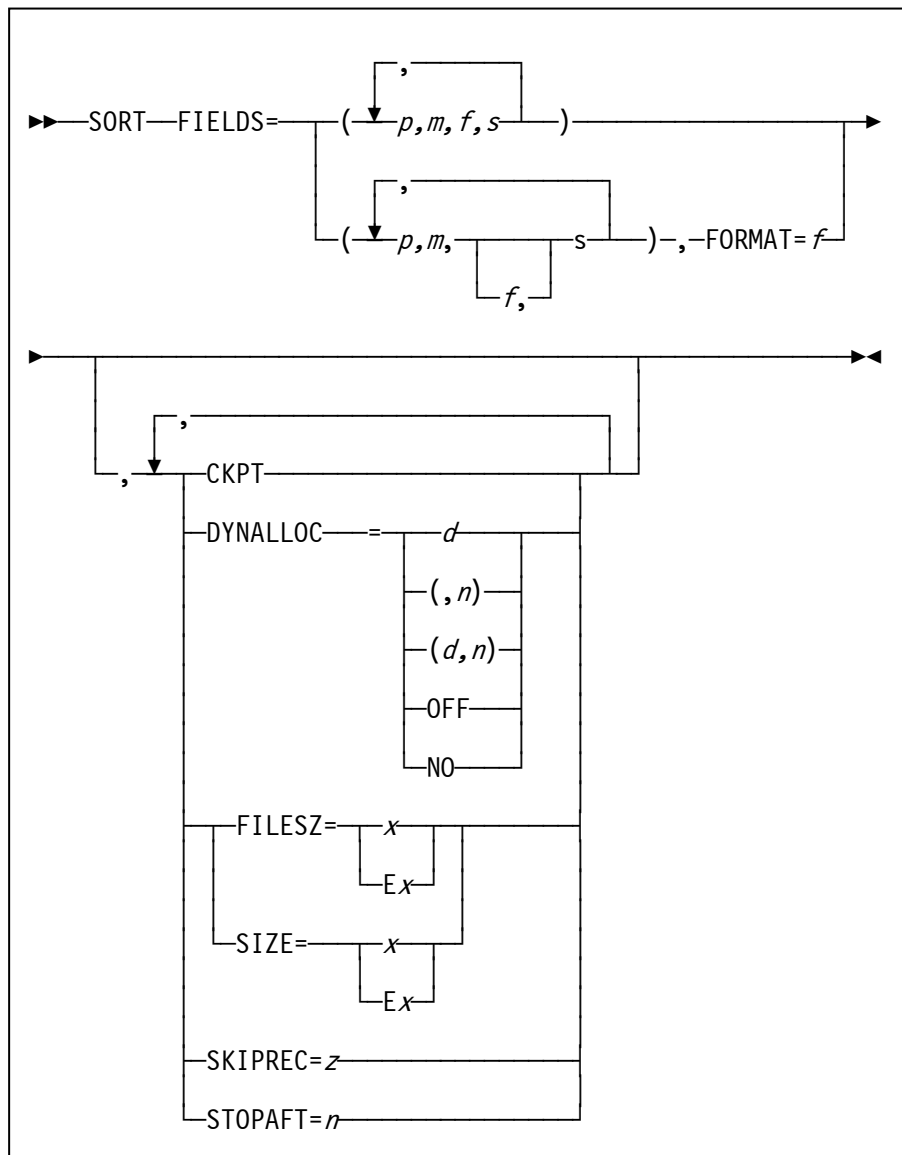 ,
SORT FIELDS= ( p,m,f,s )
,
( p,m, s ) , FORMAT=f
f,
,
, CKPT
DYNALLOC = d
(,n)
(d,n)
OFF
NO
FILESZ= x
Ex
SIZE= x
Ex
SKIPREC=z
STOPAFT=n